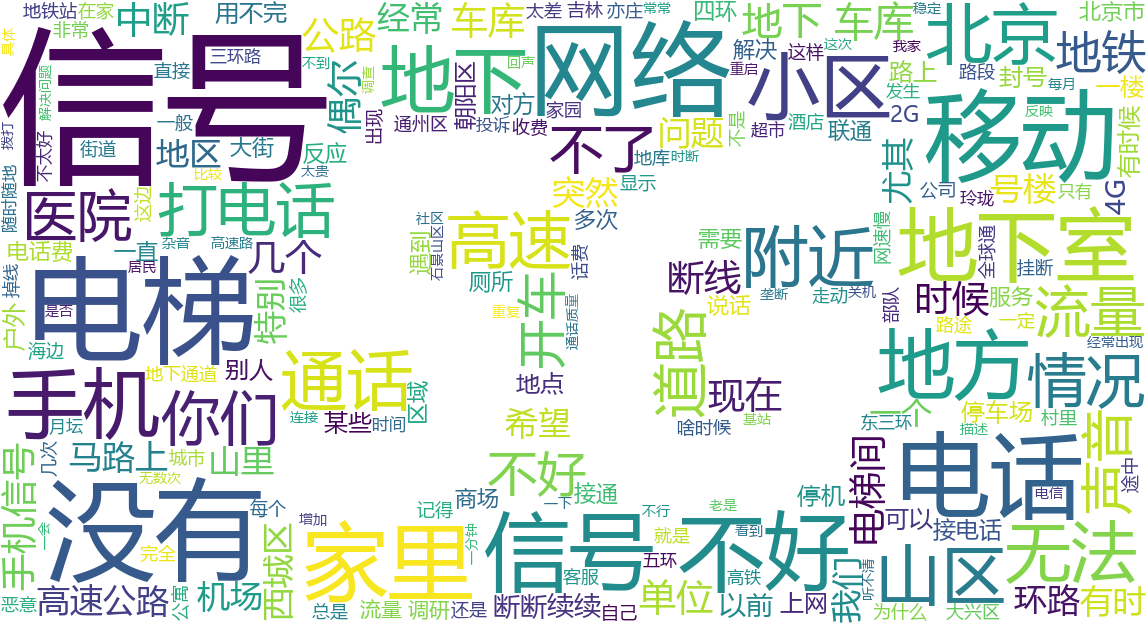 信号
网络
电梯
没有
地下
小区
移动
北京
地下室
附近
地铁
家里
信号 不好
电话
地方
手机
你们
通话
高速
道路
打电话
医院
不了
流量
情况
声音
山区
无法
开车
不好
断线
时候
现在
中断
用不完
地铁站
在家
非常
三环路
公路
经常
车库
太差
吉林
亦庄
常常
四环
地下 车库
稳定
北京市
具体
解决问题
直接
不到
调查
偶尔
回声
朝阳区
对方
家园
重启
解决
这样
这次
我家
路上
发生
路段
封号
每月
一楼
拨打
不太好
街道
一般
地区
大街
出现
反应
太贵
通州区
投诉
收费
问题
不是
超市
酒店
联通
2G
反映
有时候
随时随地
这边
比较
地库
时断
突然
显示
尤其
公司
玲珑
号楼
只有
4G
电话费
一直
杂音
高速路
几个
社区
遇到
石景山区
多次
话费
需要
网速慢
全球通
挂断
掉线
居民
户外
是否
特别
很多
厕所
重复
通话质量
说话
垄断
走动
关机
部队
服务
一定
路途
经常出现
海边
地下通道
别人
地点
区域
连接
某些
时间
希望
啥时候
基站
一个
东三环
停车场
描述
村里
月坛
几次
马路上
城市
山里
无数次
手机信号
一会
每个
商场
记得
接通
一下
不行
老是
看到
停机
电梯间
可以
接电话
电信
途中
完全
西城区
增加
一分钟
就是
五环
高铁
听不清
恶意
高速公路
公寓
机场
总是
流量
调研
还是
断断续续
客服
自己
单位
以前
上网
我们
为什么
大兴区
环路
有时